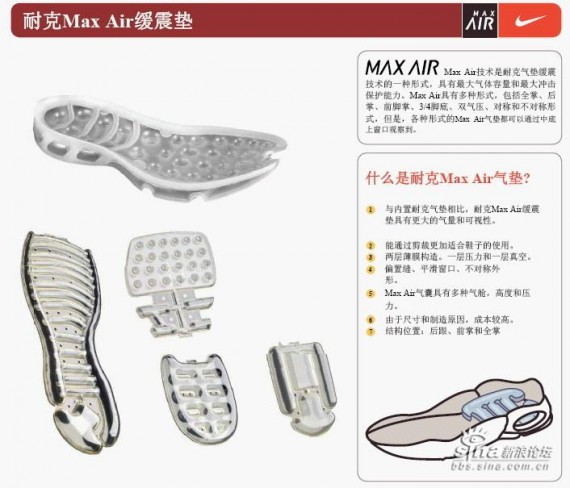 耐克Max Air缓震垫
MAX
AIR
MAX AIR Max Air技术是耐克气垫缓震
技术的一种形式，具有最大气体容量和最大冲击
保护能力、Max Air具有多种形式，包括全掌、后
掌、前脚掌、3/4脚底、双气压、对称和不对称形
式，但是，各种形式的Max Air气垫都可以通过中底
上窗口观察到。
什么是耐克Max Air气垫?
1 与内置耐克气垫相比，耐克Max Air缓震
垫具有更大的气量和可视性。
2 能通过剪裁更加适合鞋子的使用。
3 两层薄膜构造。一层压力和一层真空。
4 偏置缝、平滑窗口、不对称外
形。
5 Max Air气囊具有多种气舱，高度和压
力。
6 由于尺寸和制造原因，成本较高。
7 结构位置：后跟、前掌和全掌
sina 新浪论坛
bbs.sina.com.cn